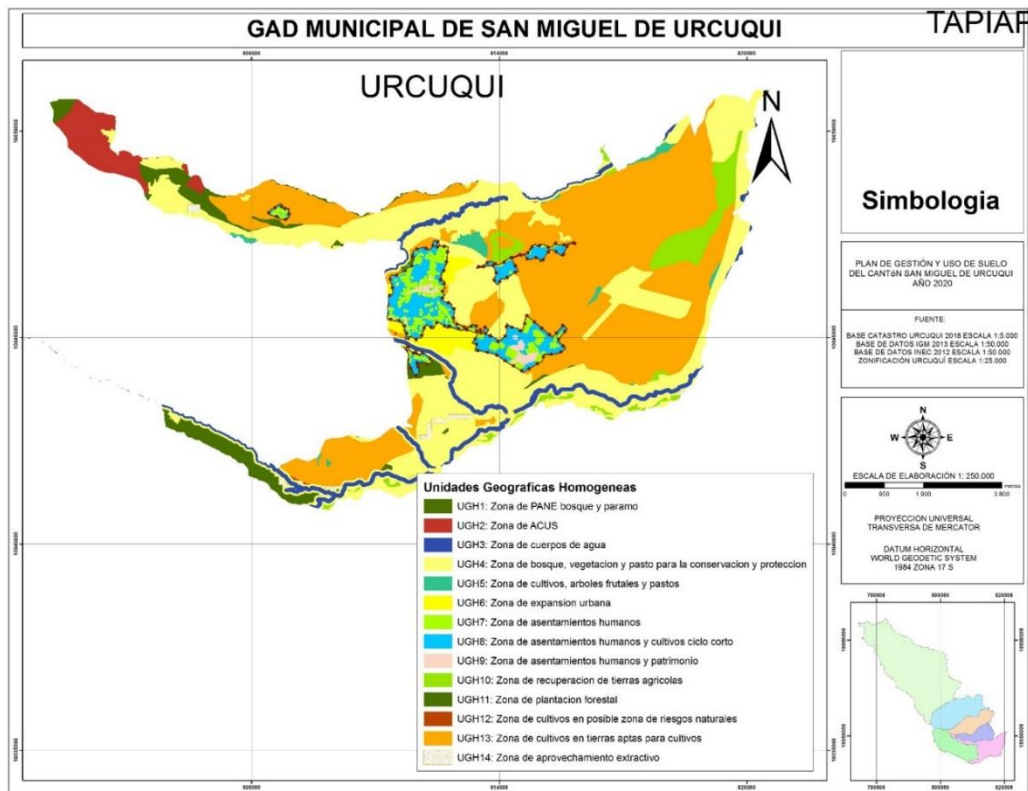 GAD MUNICIPAL DE SAN MIGUEL DE URCUQUI
TAPIAP
URCUQUI
N
Simbologia
PLAN DE GESTIÓN Y USO DE SUELO
DEL CANTóN SAN MIGUEL DE URCUQUI
AÑO 2020
FUENTE:
BASE CATASTRO URCUQUI 2018 ESCALA 1:5.000
BASE DE DATOS IGM 2013 ESCALA 1:50.000
BASE DE DATOS INEC 2012 ESCALA 1:50.000
ZONIFICACIÓN URCUQUÍ ESCALA 1:25.000
N
W E
S
ESCALA DE ELABORACIÓN 1: 250.000
0 950 1.900 3.800 metros
PROYECCION UNIVERSAL
TRANSVERSA DE MERCATOR
DATUM HORIZONTAL
WORLD GEODETIC SYSTEM
1984 ZONA 17 S
Unidades Geograficas Homogeneas
UGH1: Zona de PANE bosque y paramo
UGH2: Zona de ACUS
UGH3: Zona de cuerpos de agua
UGH4: Zona de bosque, vegetacion y pasto para la conservacion y proteccion
UGH5: Zona de cultivos, arboles frutales y pastos
UGH6: Zona de expansion urbana
UGH7: Zona de asentamientos humanos
UGH8: Zona de asentamientos humanos y cultivos ciclo corto
UGH9: Zona de asentamientos humanos y patrimonio
UGH10: Zona de recuperacion de tierras agricolas
UGH11: Zona de plantacion forestal
UGH12: Zona de cultivos en posible zona de riesgos naturales
UGH13: Zona de cultivos en tierras aptas para cultivos
UGH14: Zona de aprovechamiento extractivo